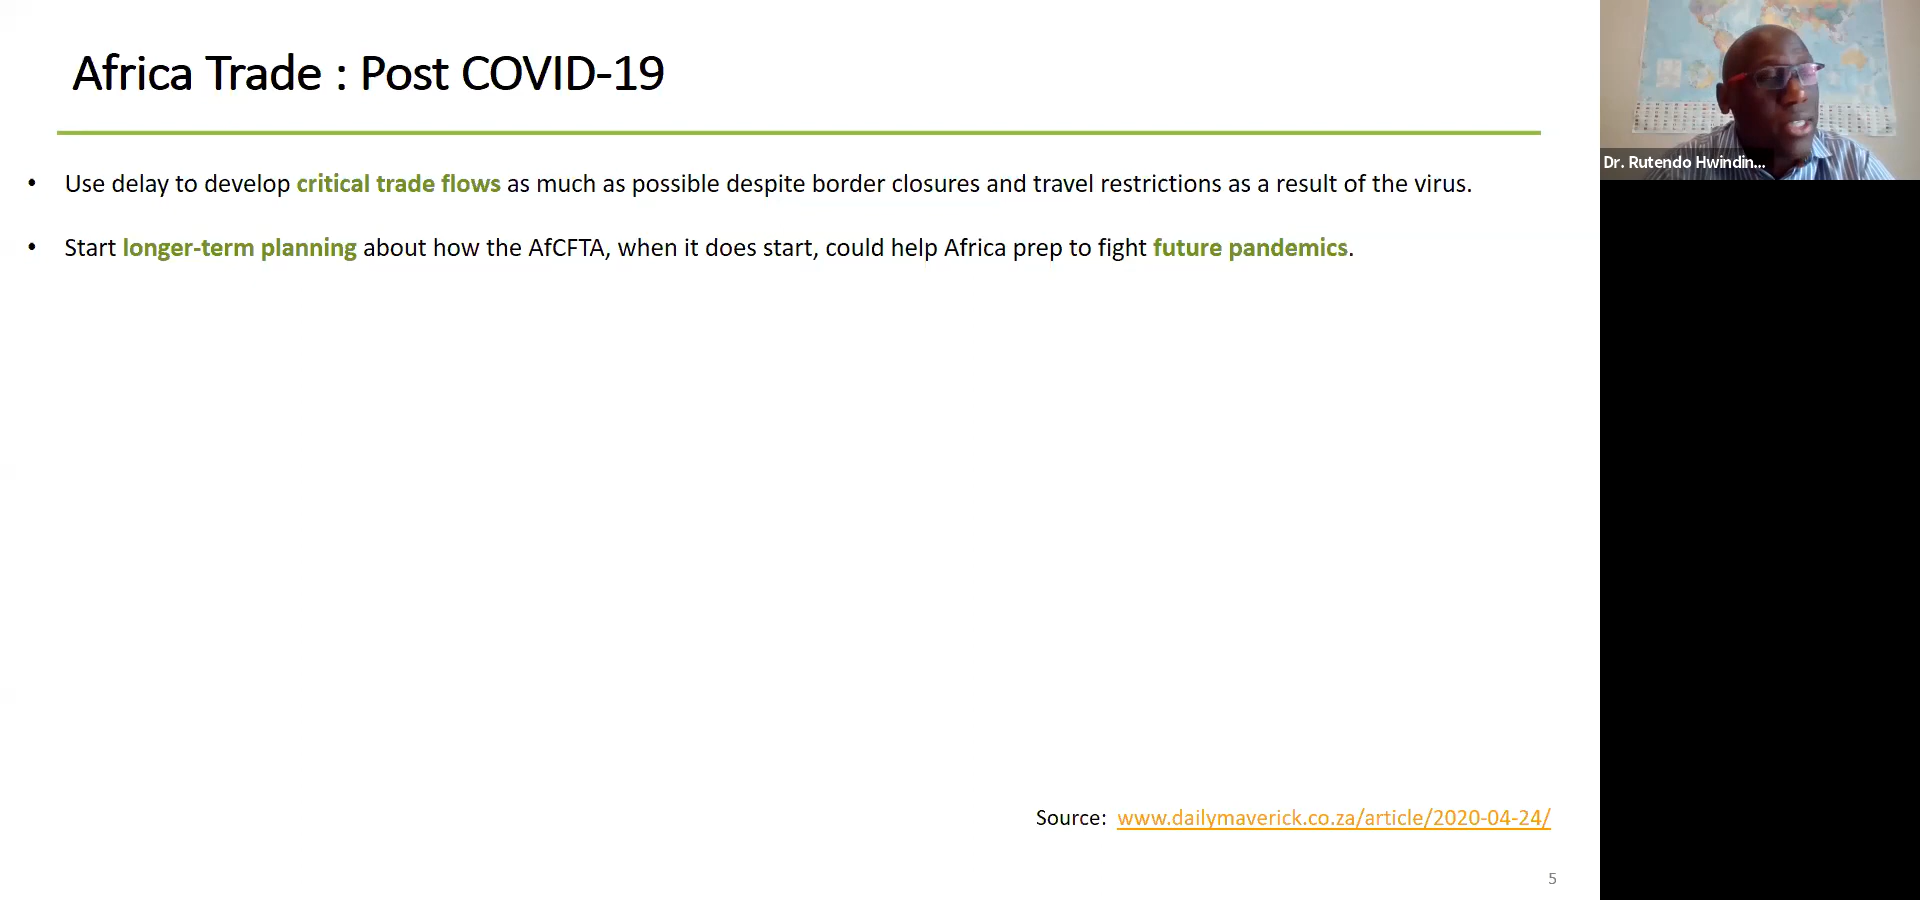 Africa Trade : Post COVID-19
• Use delay to develop critical trade flows as much as possible despite border closures and travel restrictions as a result of the virus.
• Start longer-term planning about how the AfCFTA, when it does start, could help Africa prep to fight future pandemics.
Source: www.dailymaverick.co.za/article/2020-04-24/
5
Dr. Rutendo Hwindin...